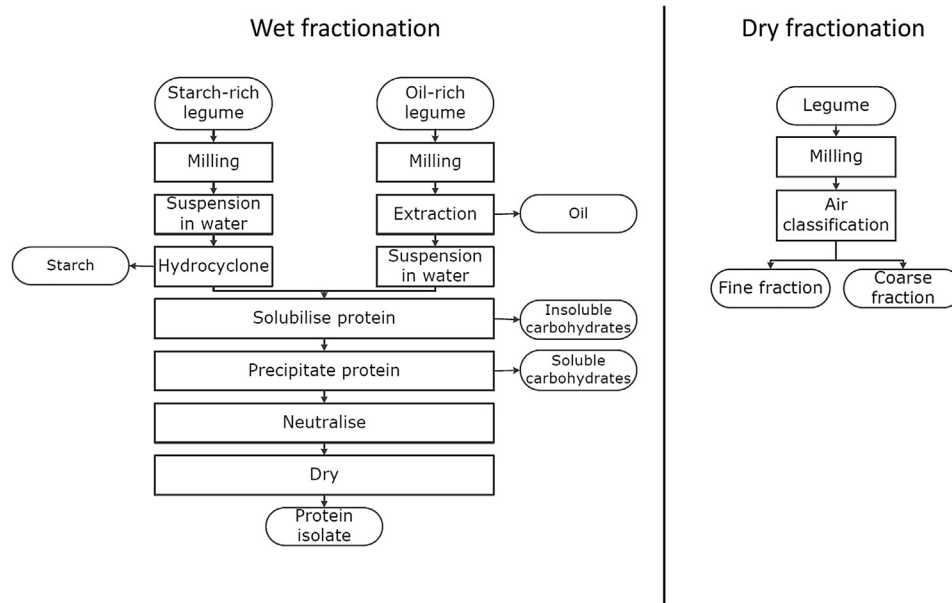 Wet fractionation
Starch-rich
legume
Oil-rich
legume
Milling
Milling
Suspension
in water
Extraction
Oil
Starch
Hydrocyclone
Suspension
in water
Solubilise protein
Insoluble
carbohydrates
Precipitate protein
Soluble
carbohydrates
Neutralise
Dry
Protein
isolate
Dry fractionation
Legume
Milling
Air
classification
Fine fraction
Coarse
fraction